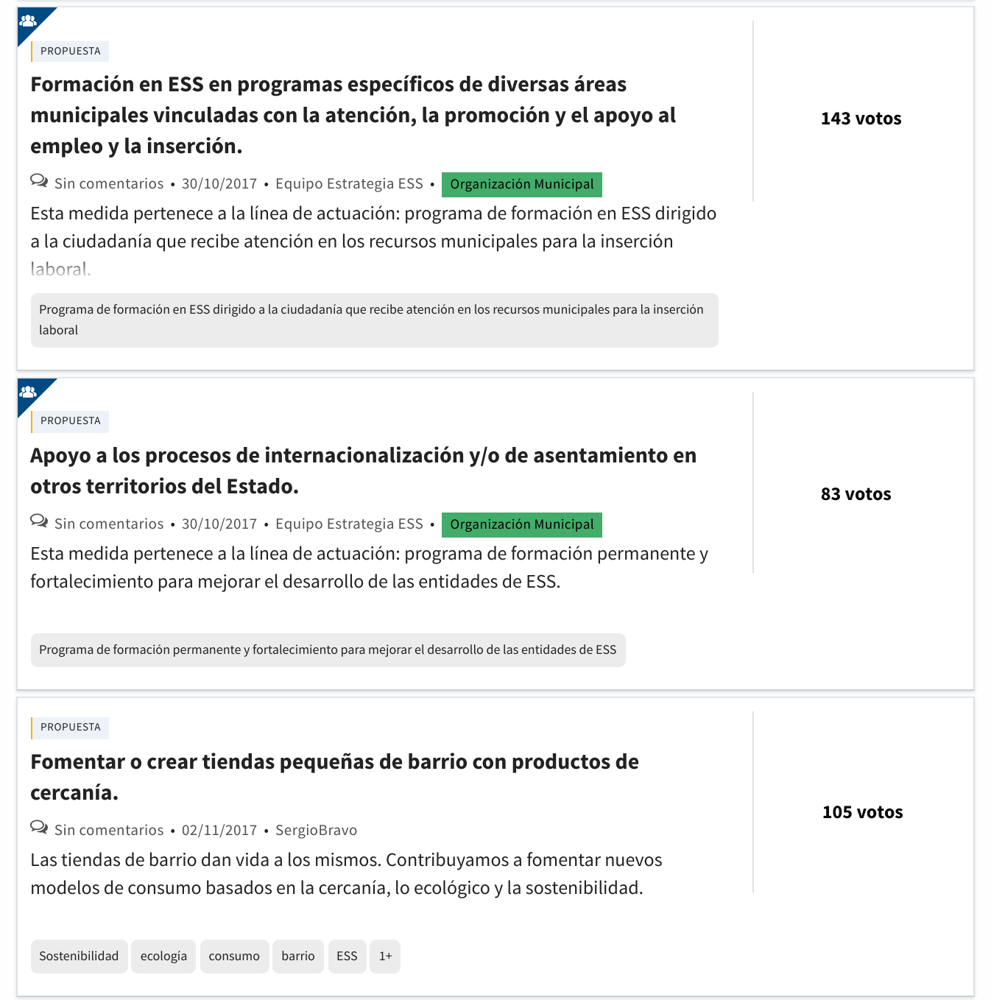 PROPUESTA
Formación en ESS en programas específicos de diversas áreas
municipales vinculadas con la atención, la promoción y el apoyo al
empleo y la inserción.
143 votos
Sin comentarios • 30/10/2017 • Equipo Estrategia ESS • Organización Municipal
Esta medida pertenece a la línea de actuación: programa de formación en ESS dirigido
a la ciudadanía que recibe atención en los recursos municipales para la inserción
laboral.
Programa de formación en ESS dirigido a la ciudadanía que recibe atención en los recursos municipales para la inserción
laboral
PROPUESTA
Apoyo a los procesos de internacionalización y/o de asentamiento en
otros territorios del Estado.
83 votos
Sin comentarios • 30/10/2017 • Equipo Estrategia ESS • Organización Municipal
Esta medida pertenece a la línea de actuación: programa de formación permanente y
fortalecimiento para mejorar el desarrollo de las entidades de ESS.
Programa de formación permanente y fortalecimiento para mejorar el desarrollo de las entidades de ESS
PROPUESTA
Fomentar o crear tiendas pequeñas de barrio con productos de
cercanía.
105 votos
Sin comentarios • 02/11/2017 • SergioBravo
Las tiendas de barrio dan vida a los mismos. Contribuyamos a fomentar nuevos
modelos de consumo basados en la cercanía, lo ecológico y la sostenibilidad.
Sostenibilidad ecología consumo barrio ESS 1+